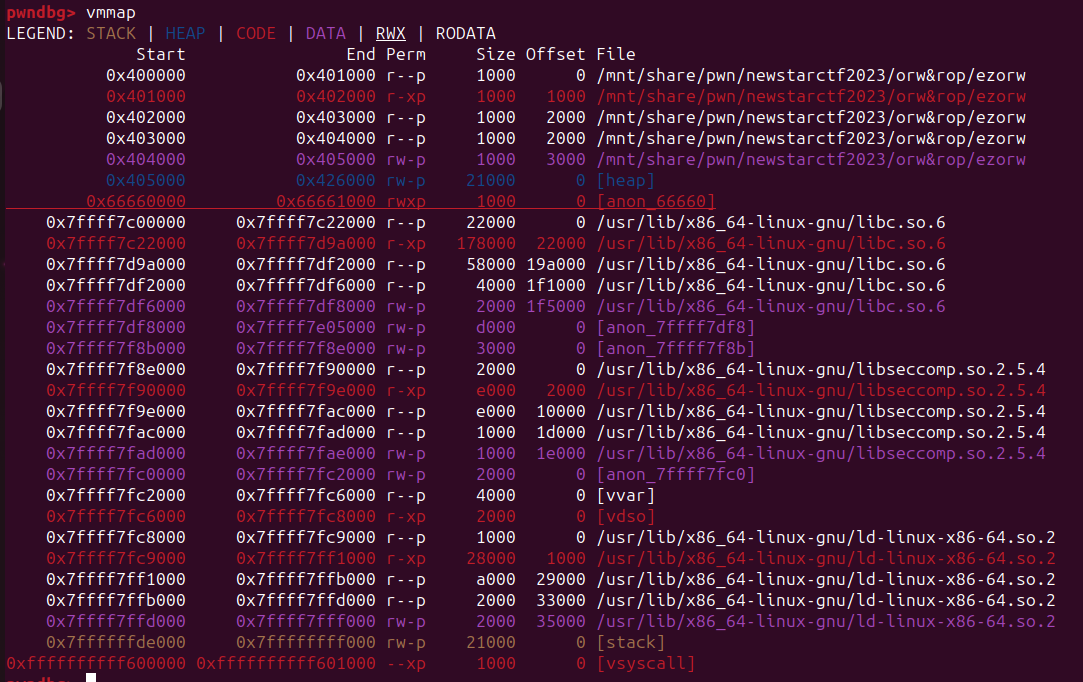 pwndbg> vmmap
LEGEND: STACK | HEAP | CODE | DATA | RWX | RODATA
Start End Perm Size Offset File
0x400000 0x401000 r--p 1000 0 /mnt/share/pwn/newstarctf2023/orw&rop/ezorw
0x401000 0x402000 r-xp 1000 1000 /mnt/share/pwn/newstarctf2023/orw&rop/ezorw
0x402000 0x403000 r--p 1000 2000 /mnt/share/pwn/newstarctf2023/orw&rop/ezorw
0x403000 0x404000 r--p 1000 2000 /mnt/share/pwn/newstarctf2023/orw&rop/ezorw
0x404000 0x405000 rw-p 1000 3000 /mnt/share/pwn/newstarctf2023/orw&rop/ezorw
0x405000 0x426000 rw-p 21000 0 [heap]
0x66660000 0x66661000 rwxp 1000 0 [anon_66660]
0x7ffff7c00000 0x7ffff7c22000 r--p 22000 0 /usr/lib/x86_64-linux-gnu/libc.so.6
0x7ffff7c22000 0x7ffff7d9a000 r-xp 178000 22000 /usr/lib/x86_64-linux-gnu/libc.so.6
0x7ffff7d9a000 0x7ffff7df2000 r--p 58000 19a000 /usr/lib/x86_64-linux-gnu/libc.so.6
0x7ffff7df2000 0x7ffff7df6000 r--p 4000 1f1000 /usr/lib/x86_64-linux-gnu/libc.so.6
0x7ffff7df6000 0x7ffff7df8000 rw-p 2000 1f5000 /usr/lib/x86_64-linux-gnu/libc.so.6
0x7ffff7df8000 0x7ffff7e05000 rw-p d000 0 [anon_7ffff7df8]
0x7ffff7f8b000 0x7ffff7f8e000 rw-p 3000 0 [anon_7ffff7f8b]
0x7ffff7f8e000 0x7ffff7f90000 r--p 2000 0 /usr/lib/x86_64-linux-gnu/libseccomp.so.2.5.4
0x7ffff7f90000 0x7ffff7f9e000 r-xp e000 2000 /usr/lib/x86_64-linux-gnu/libseccomp.so.2.5.4
0x7ffff7f9e000 0x7ffff7fac000 r--p e000 10000 /usr/lib/x86_64-linux-gnu/libseccomp.so.2.5.4
0x7ffff7fac000 0x7ffff7fad000 r--p 1000 1d000 /usr/lib/x86_64-linux-gnu/libseccomp.so.2.5.4
0x7ffff7fad000 0x7ffff7fae000 rw-p 1000 1e000 /usr/lib/x86_64-linux-gnu/libseccomp.so.2.5.4
0x7ffff7fc0000 0x7ffff7fc2000 rw-p 2000 0 [anon_7ffff7fc0]
0x7ffff7fc2000 0x7ffff7fc6000 r--p 4000 0 [vvar]
0x7ffff7fc6000 0x7ffff7fc8000 r-xp 2000 0 [vdso]
0x7ffff7fc8000 0x7ffff7fc9000 r--p 1000 0 /usr/lib/x86_64-linux-gnu/ld-linux-x86-64.so.2
0x7ffff7fc9000 0x7ffff7ff1000 r-xp 28000 1000 /usr/lib/x86_64-linux-gnu/ld-linux-x86-64.so.2
0x7ffff7ff1000 0x7ffff7ffb000 r--p a000 29000 /usr/lib/x86_64-linux-gnu/ld-linux-x86-64.so.2
0x7ffff7ffb000 0x7ffff7ffd000 r--p 2000 33000 /usr/lib/x86_64-linux-gnu/ld-linux-x86-64.so.2
0x7ffff7ffd000 0x7ffff7fff000 rw-p 2000 35000 /usr/lib/x86_64-linux-gnu/ld-linux-x86-64.so.2
0x7ffffffde000 0x7ffffffff000 rw-p 21000 0 [stack]
0xffffffffff600000 0xffffffffff601000 --xp 1000 0 [vsyscall]